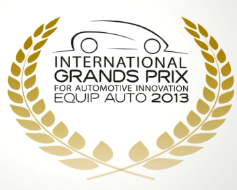 INTERNATIONAL
GRANDS PRIX
FOR AUTOMOTIVE INNOVATION
EQUIP AUTO 2013